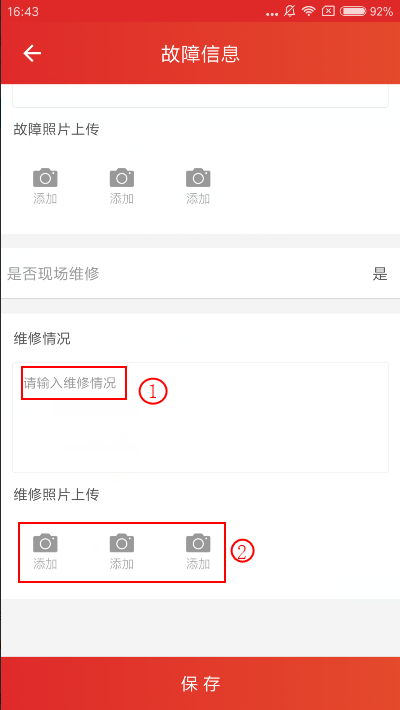 16:43 92%
故障信息
故障照片上传
添加 添加 添加
是否现场维修 是
维修情况
请输入维修情况 ①
维修照片上传
添加 添加 添加 ②
保存